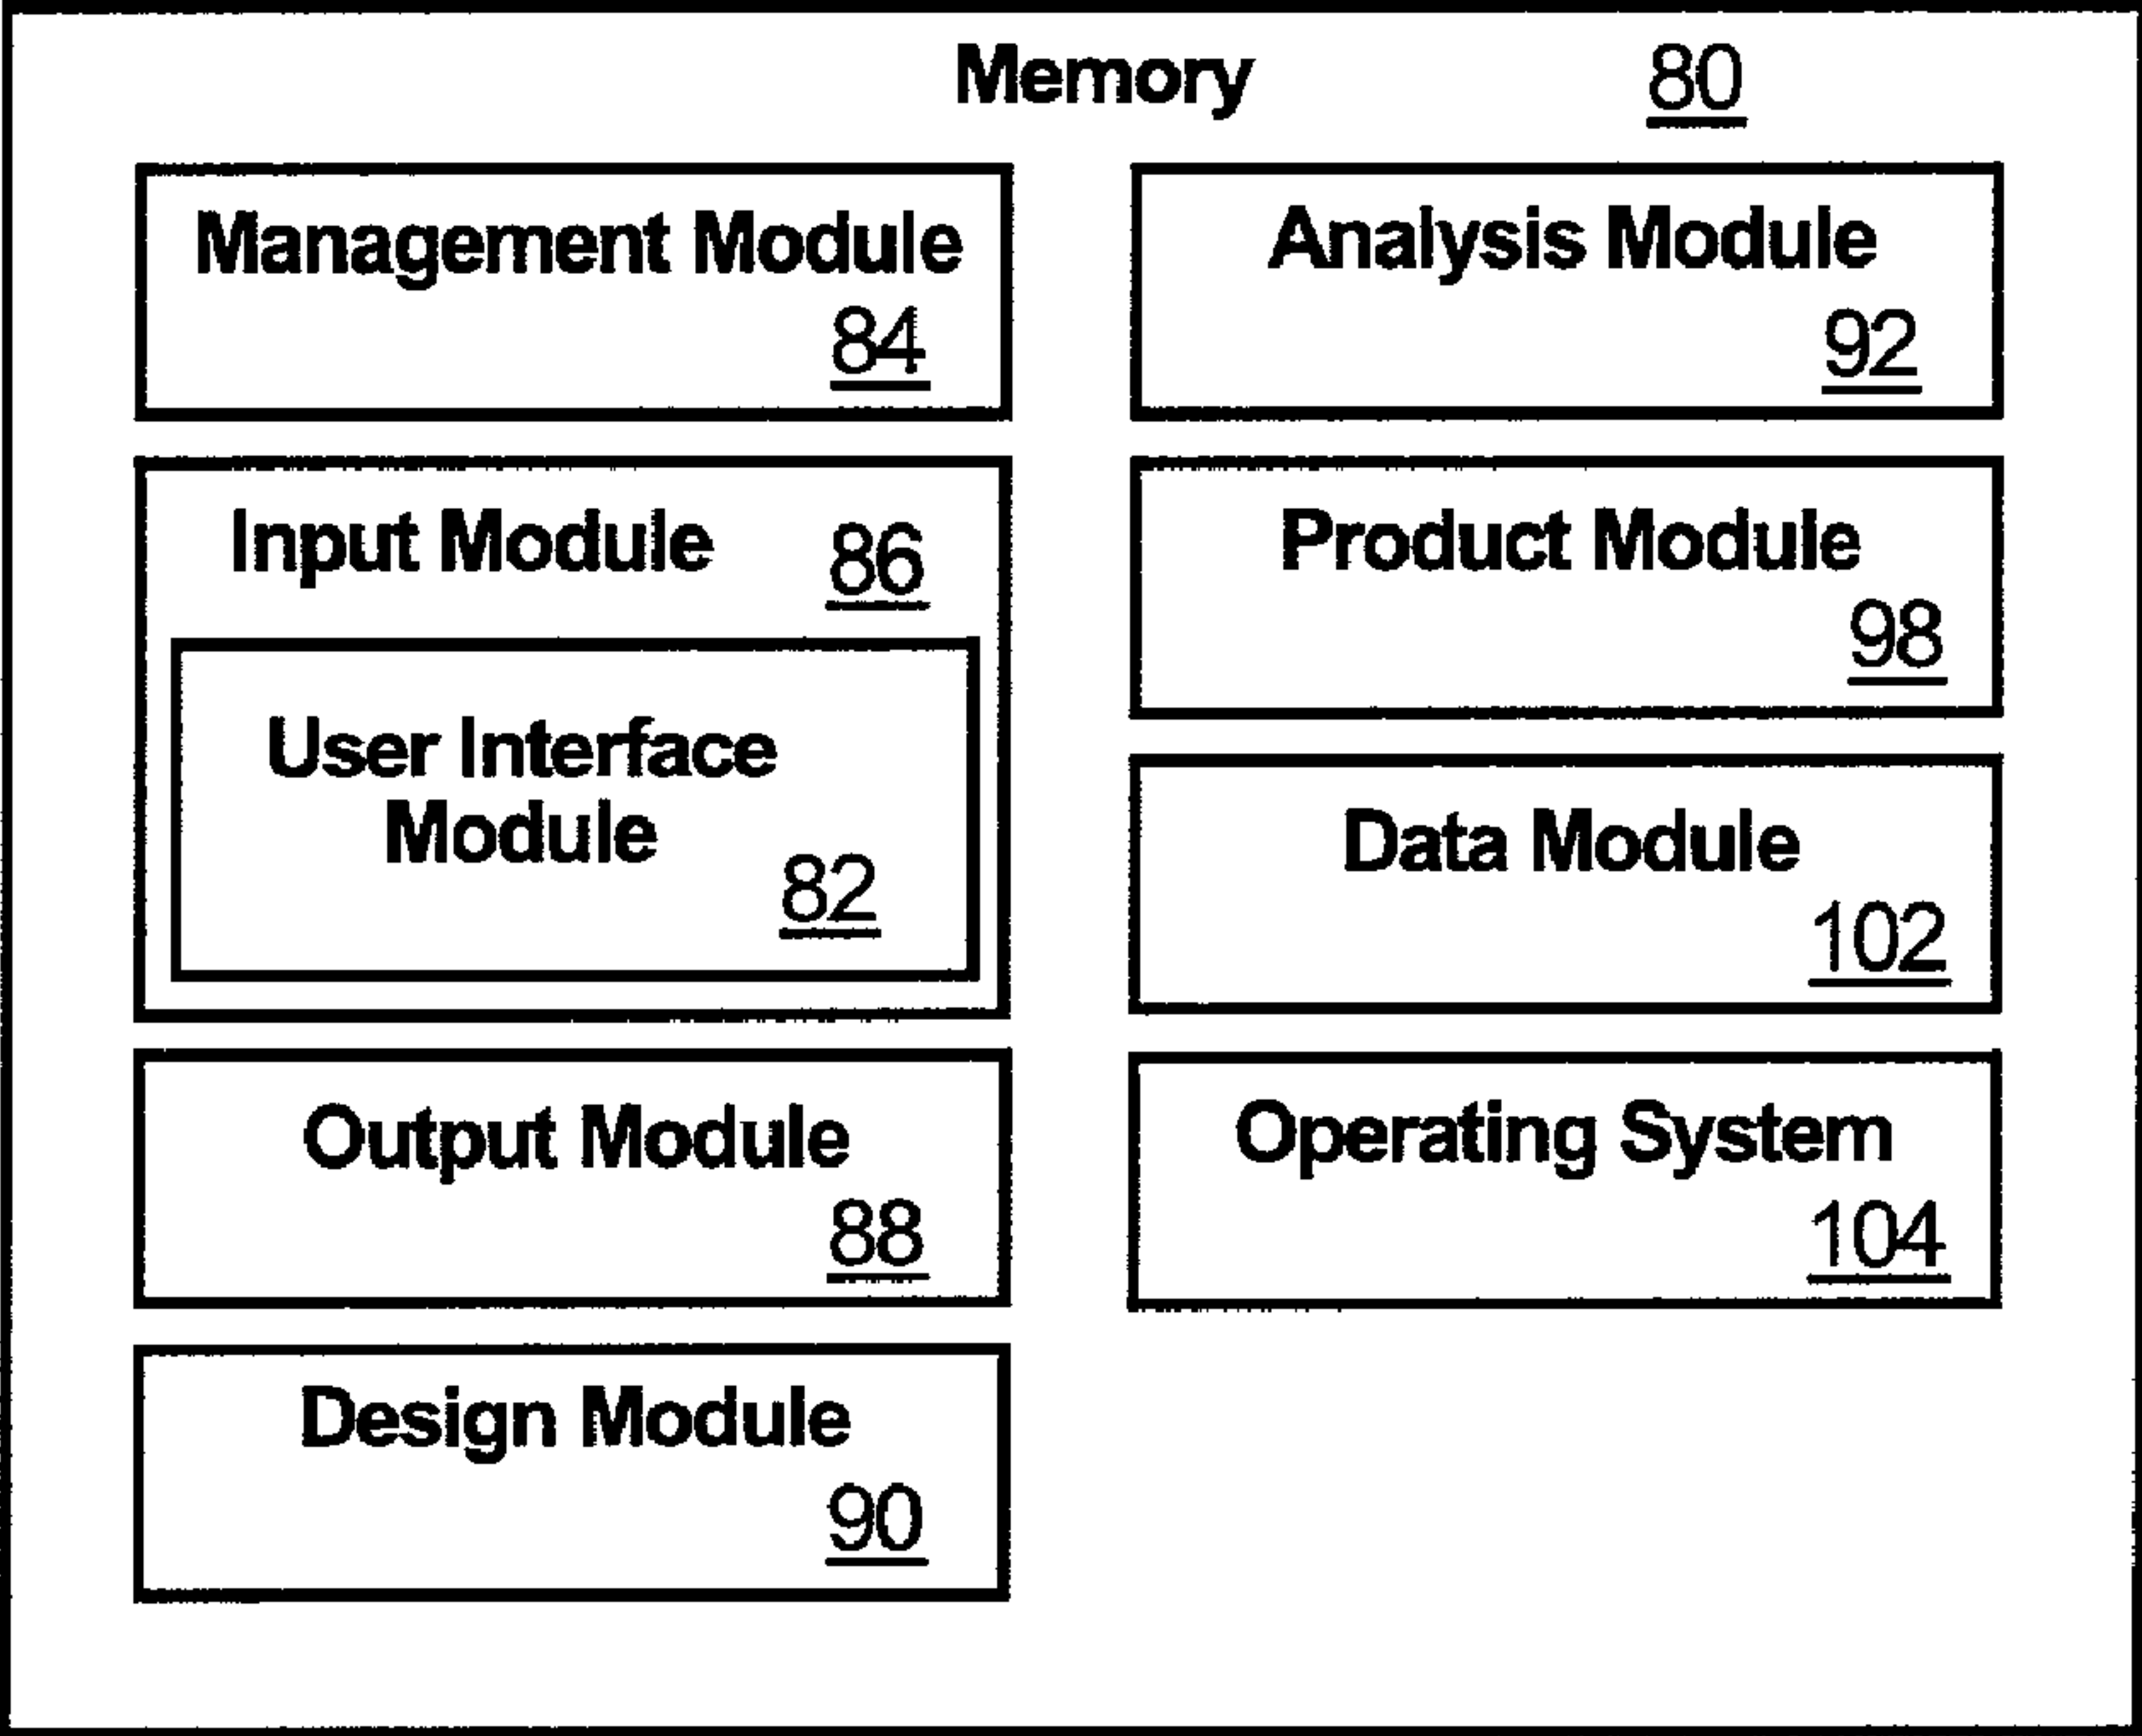 Memory 80
Management Module
84
Input Module 86
User Interface
Module
82
Output Module
88
Design Module
90
Analysis Module
92
Product Module
98
Data Module
102
Operating System
104